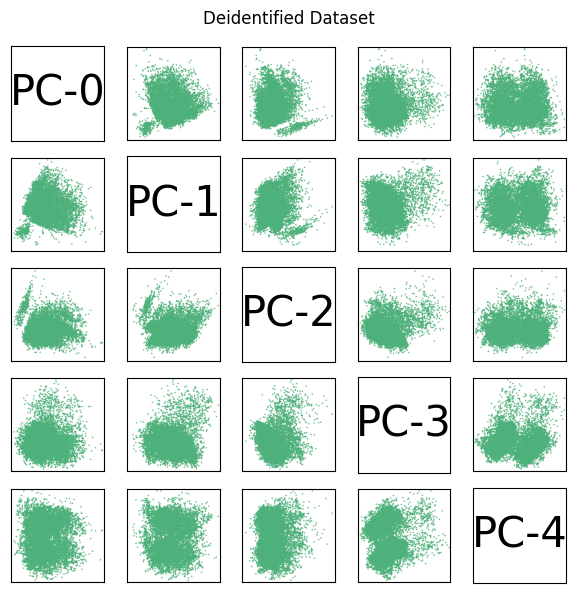 Deidentified Dataset
PC-0
PC-1
PC-2
PC-3
PC-4